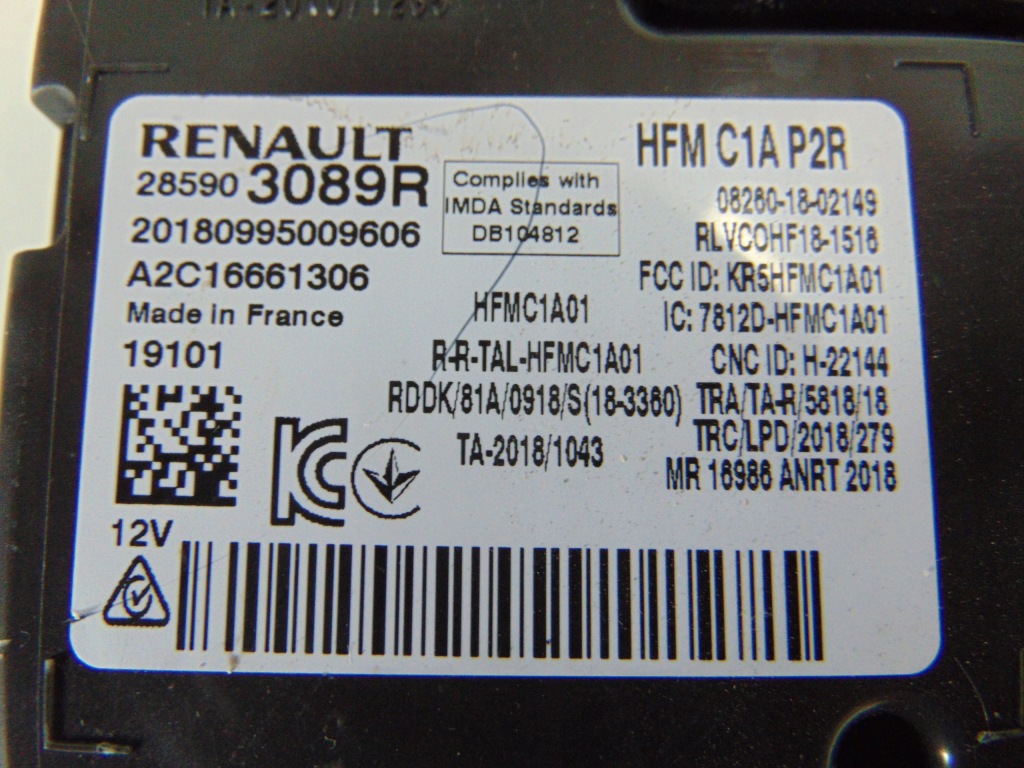 RENAULT
28590 3089R
20180995009606
A2C16661306
Made in France
19101
12V
Complies with
IMDA Standards
DB104812
HFMC1A01
R-R-TAL-HFMC1A01
RDDK/81A/0918/S(18-3360)
TA-2018/1043
HFM C1A P2R
08260-18-02149
RLVCOHF18-1516
FCC ID: KR5HFMC1A01
IC: 7812D-HFMC1A01
CNC ID: H-22144
TRA/TA-R/5818/18
TRC/LPD/2018/279
MR 16986 ANRT 2018